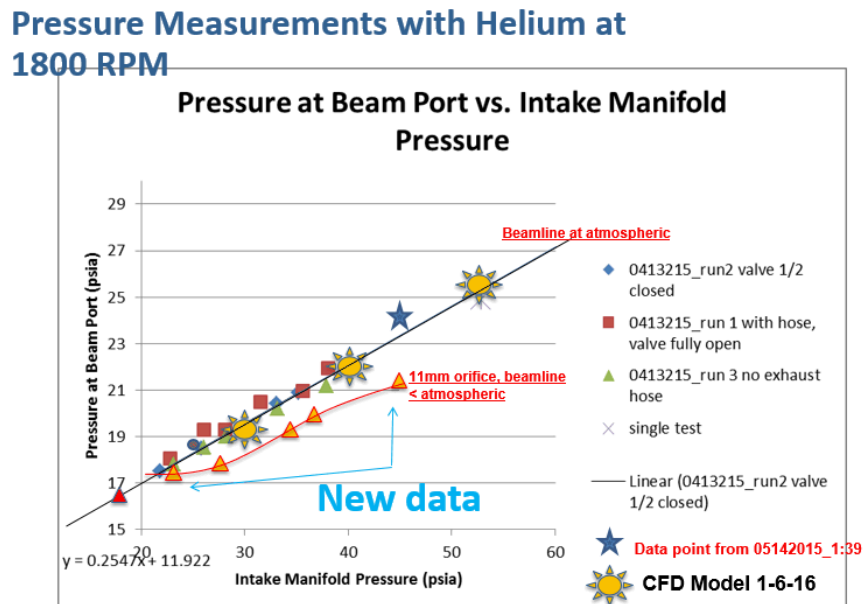 Pressure Measurements with Helium at
1800 RPM
Pressure at Beam Port vs. Intake Manifold
Pressure
Pressure at Beam Port (psia)
29
27
25
23
21
19
17
15
Beamline at atmospheric
11mm orifice, beamline
< atmospheric
New data
20
30
40
50
60
y = 0.2547x + 11.922
Intake Manifold Pressure (psia)
0413215_run2 valve 1/2
closed
0413215_run 1 with hose,
valve fully open
0413215_run 3 no exhaust
hose
single test
Linear (0413215_run2 valve
1/2 closed)
Data point from 05142015_1:39
CFD Model 1-6-16